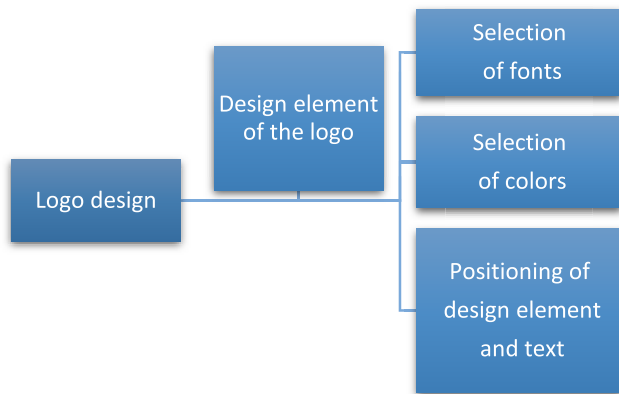 Logo design
Design element
of the logo
Selection
of fonts
Selection
of colors
Positioning of
design element
and text